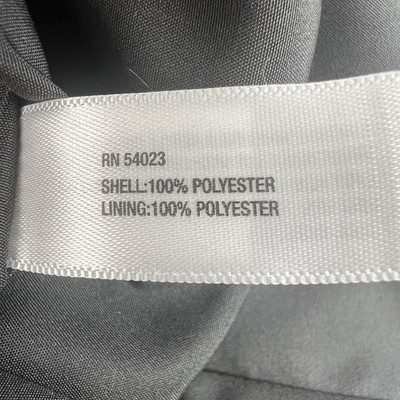 RN 54023
SHELL:100% POLYESTER
LINING:100% POLYESTER